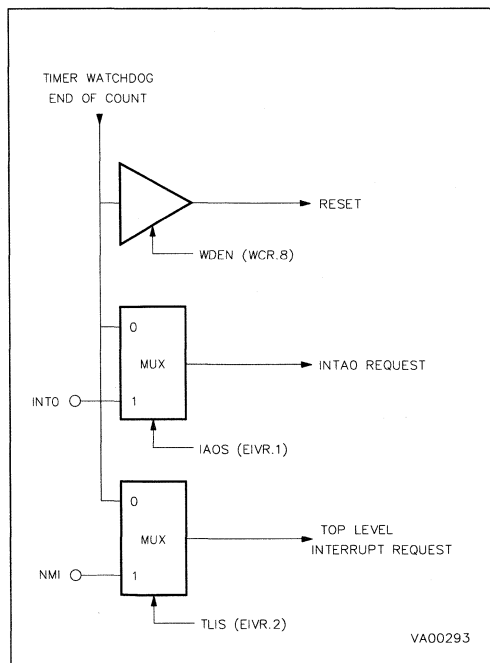 TIMER WATCHDOG
END OF COUNT
RESET
WDEN (WCR.8)
0
MUX
INTA0 REQUEST
INT0
1
IA0S (EIVR.1)
0
MUX
TOP LEVEL
INTERRUPT REQUEST
NMI
1
TLIS (EIVR.2)
VA00293